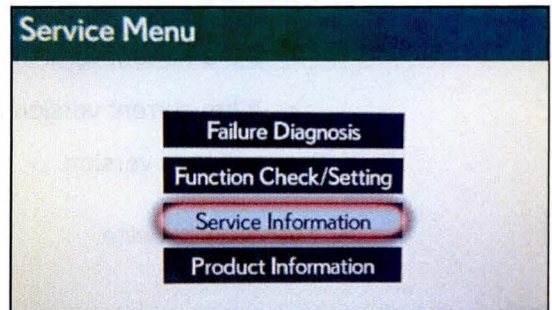 Service Menu
Failure Diagnosis
Function Check/Setting
Service Information
Product Information